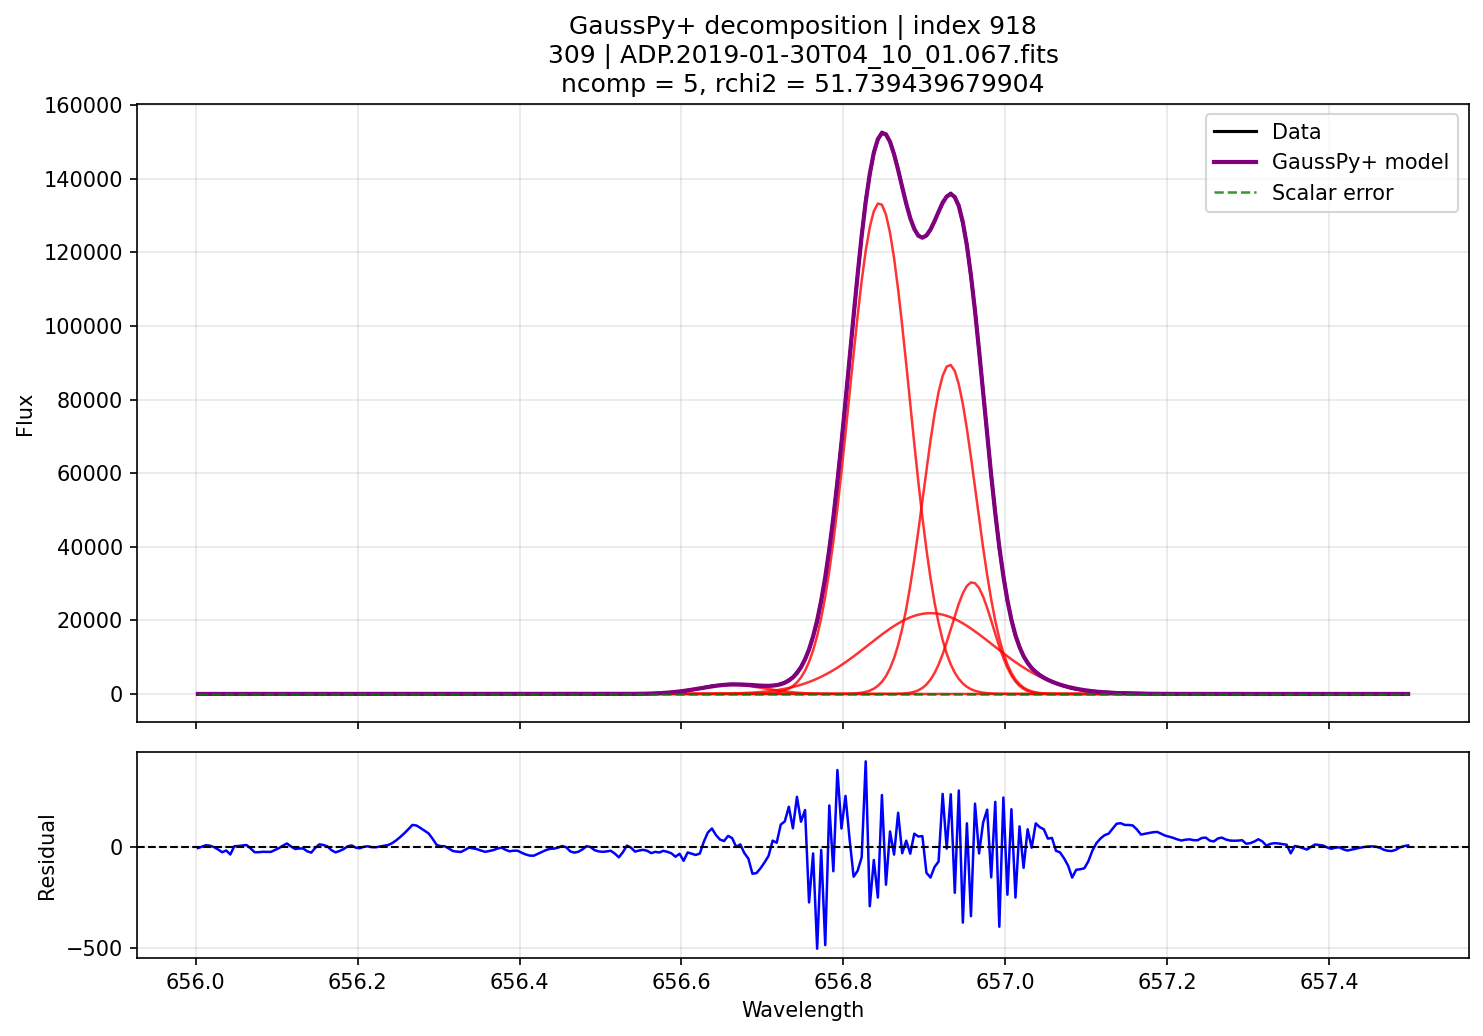 GaussPy+ decomposition | index 918
309 | ADP.2019-01-30T04_10_01.067.fits
ncomp = 5, rchi2 = 51.739439679904
160000
140000
120000
100000
80000
60000
40000
20000
0
Flux
Data
GaussPy+ model
Scalar error
0
−500
Residual
656.0
656.2
656.4
656.6
656.8
657.0
657.2
657.4
Wavelength